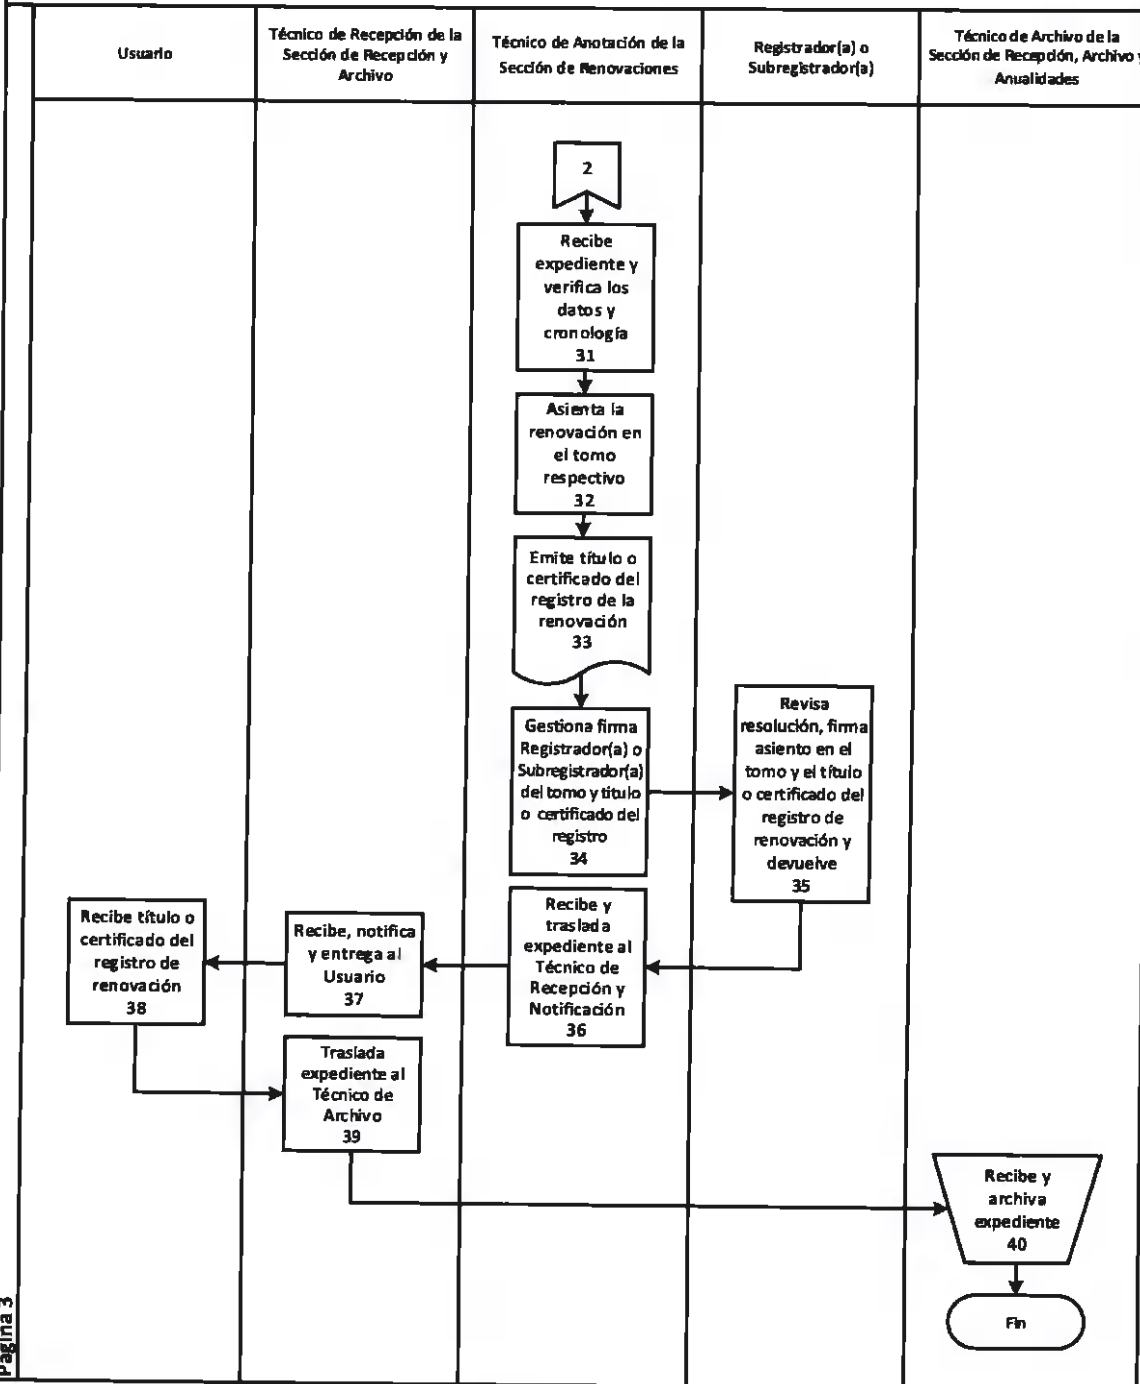 Usuario
Técnico de Recepción de la
Sección de Recepción y
Archivo
Técnico de Anotación de la
Sección de Renovaciones
Registrador(a) o
Subregistrador(a)
Técnico de Archivo de la
Sección de Recepción, Archivo y
Anualidades
2
Recibe
expediente y
verifica los
datos y
cronología
31
Asienta la
renovación en
el tomo
respectivo
32
Emite título o
certificado del
registro de la
renovación
33
Gestiona firma
Registrador(a) o
Subregistrador(a)
del tomo y título
o certificado del
registro
34
Revisa
resolución, firma
asiento en el
tomo y el título
o certificado del
registro de
renovación y
devuelve
35
Recibe y
traslada
expediente al
Técnico de
Recepción y
Notificación
36
Recibe, notifica
y entrega al
Usuario
37
Recibe título o
certificado del
registro de
renovación
38
Traslada
expediente al
Técnico de
Archivo
39
Recibe y
archiva
expediente
40
Fin
Página 3